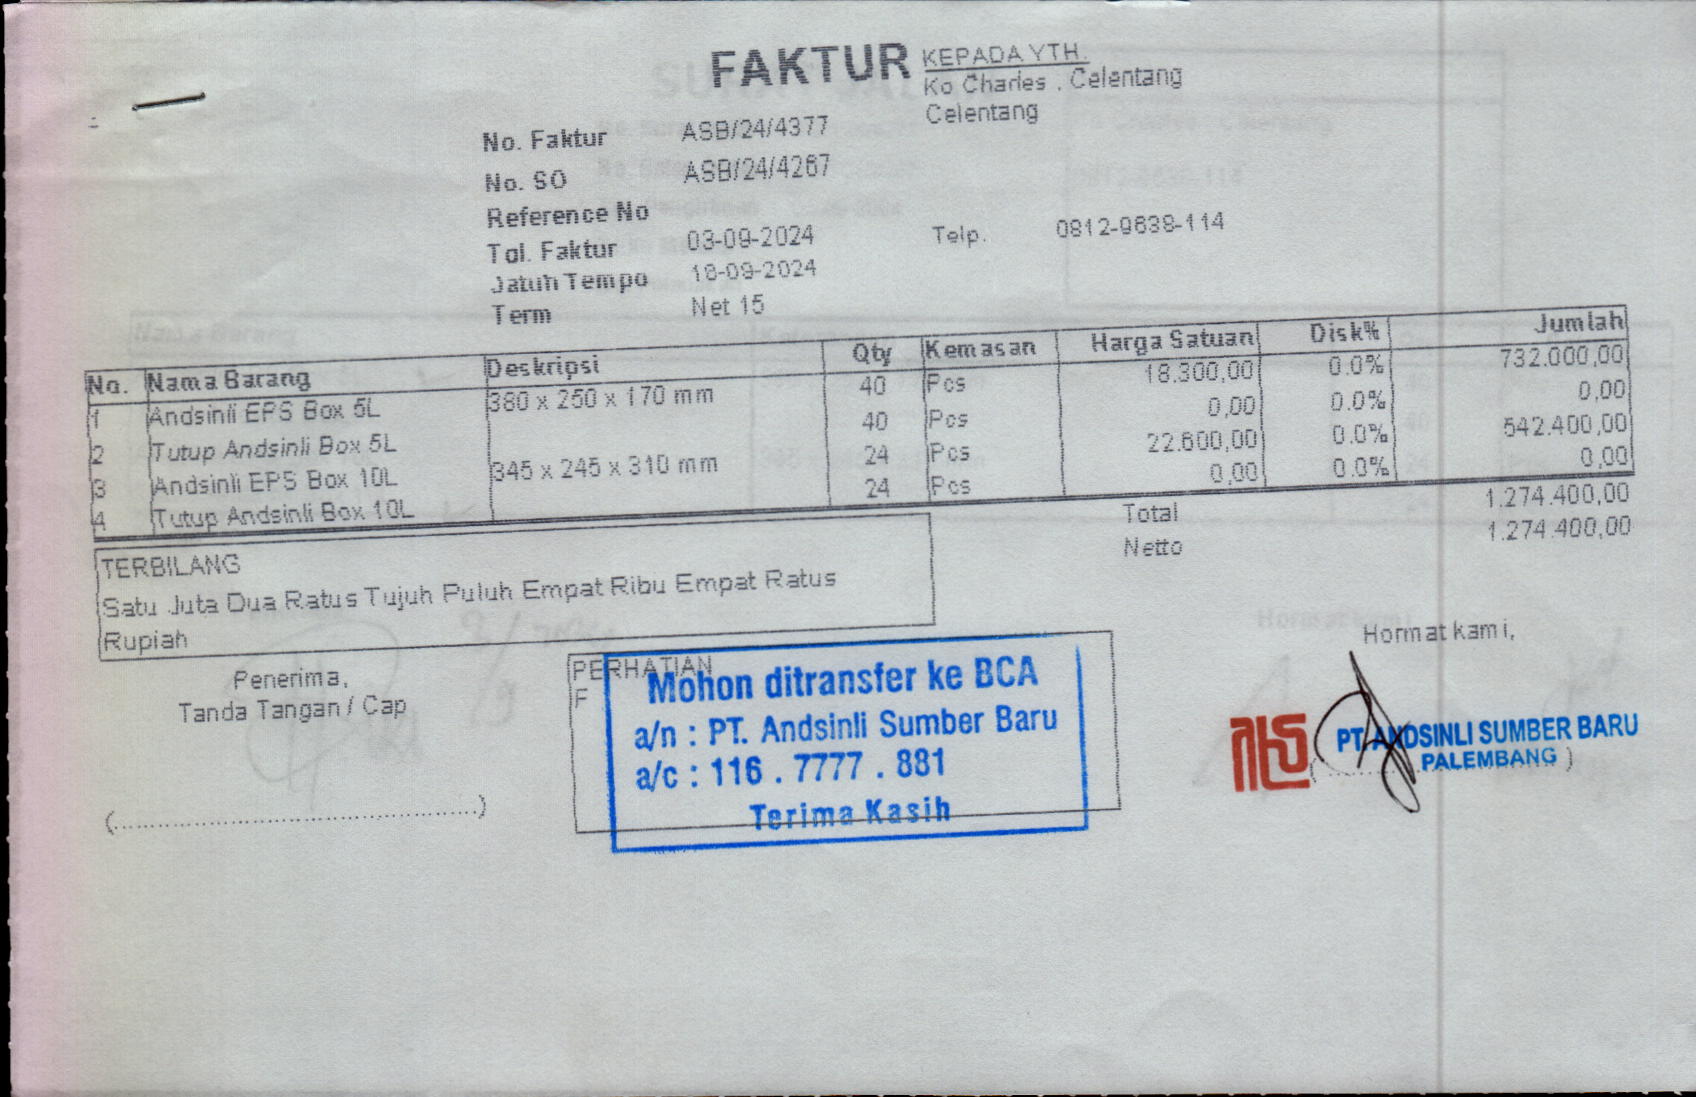 FAKTUR
KEPADA YTH.
Ko Charles . Celentang
Celentang
No. Faktur ASB/24/4377
No. SO ASB/24/4267
Reference No
Tgl. Faktur 03-09-2024
Telp. 0812-9638-114
Jatuh Tempo 18-09-2024
Term Net 15
No. Nama Barang Deskripsi Qty Kemasan Harga Satuan Disk% Jumlah
1 Andsinli EPS Box 5L 380 x 250 x 170 mm 40 Pcs 18.300,00 0.0% 732.000,00
2 Tutup Andsinli Box 5L 40 Pcs 0,00 0.0% 0,00
3 Andsinli EPS Box 10L 345 x 245 x 310 mm 24 Pcs 22.600,00 0.0% 542.400,00
4 Tutup Andsinli Box 10L 24 Pcs 0,00 0.0% 0,00
Total 1.274.400,00
Netto 1.274.400,00
TERBILANG
Satu Juta Dua Ratus Tujuh Puluh Empat Ribu Empat Ratus
Rupiah
Penerima,
Tanda Tangan / Cap
(..............................................)
PERHATIAN
F
Mohon ditransfer ke BCA
a/n : PT. Andsinli Sumber Baru
a/c : 116 . 7777 . 881
Terima Kasih
Hormat kami,
PT. ANDSINLI SUMBER BARU
PALEMBANG